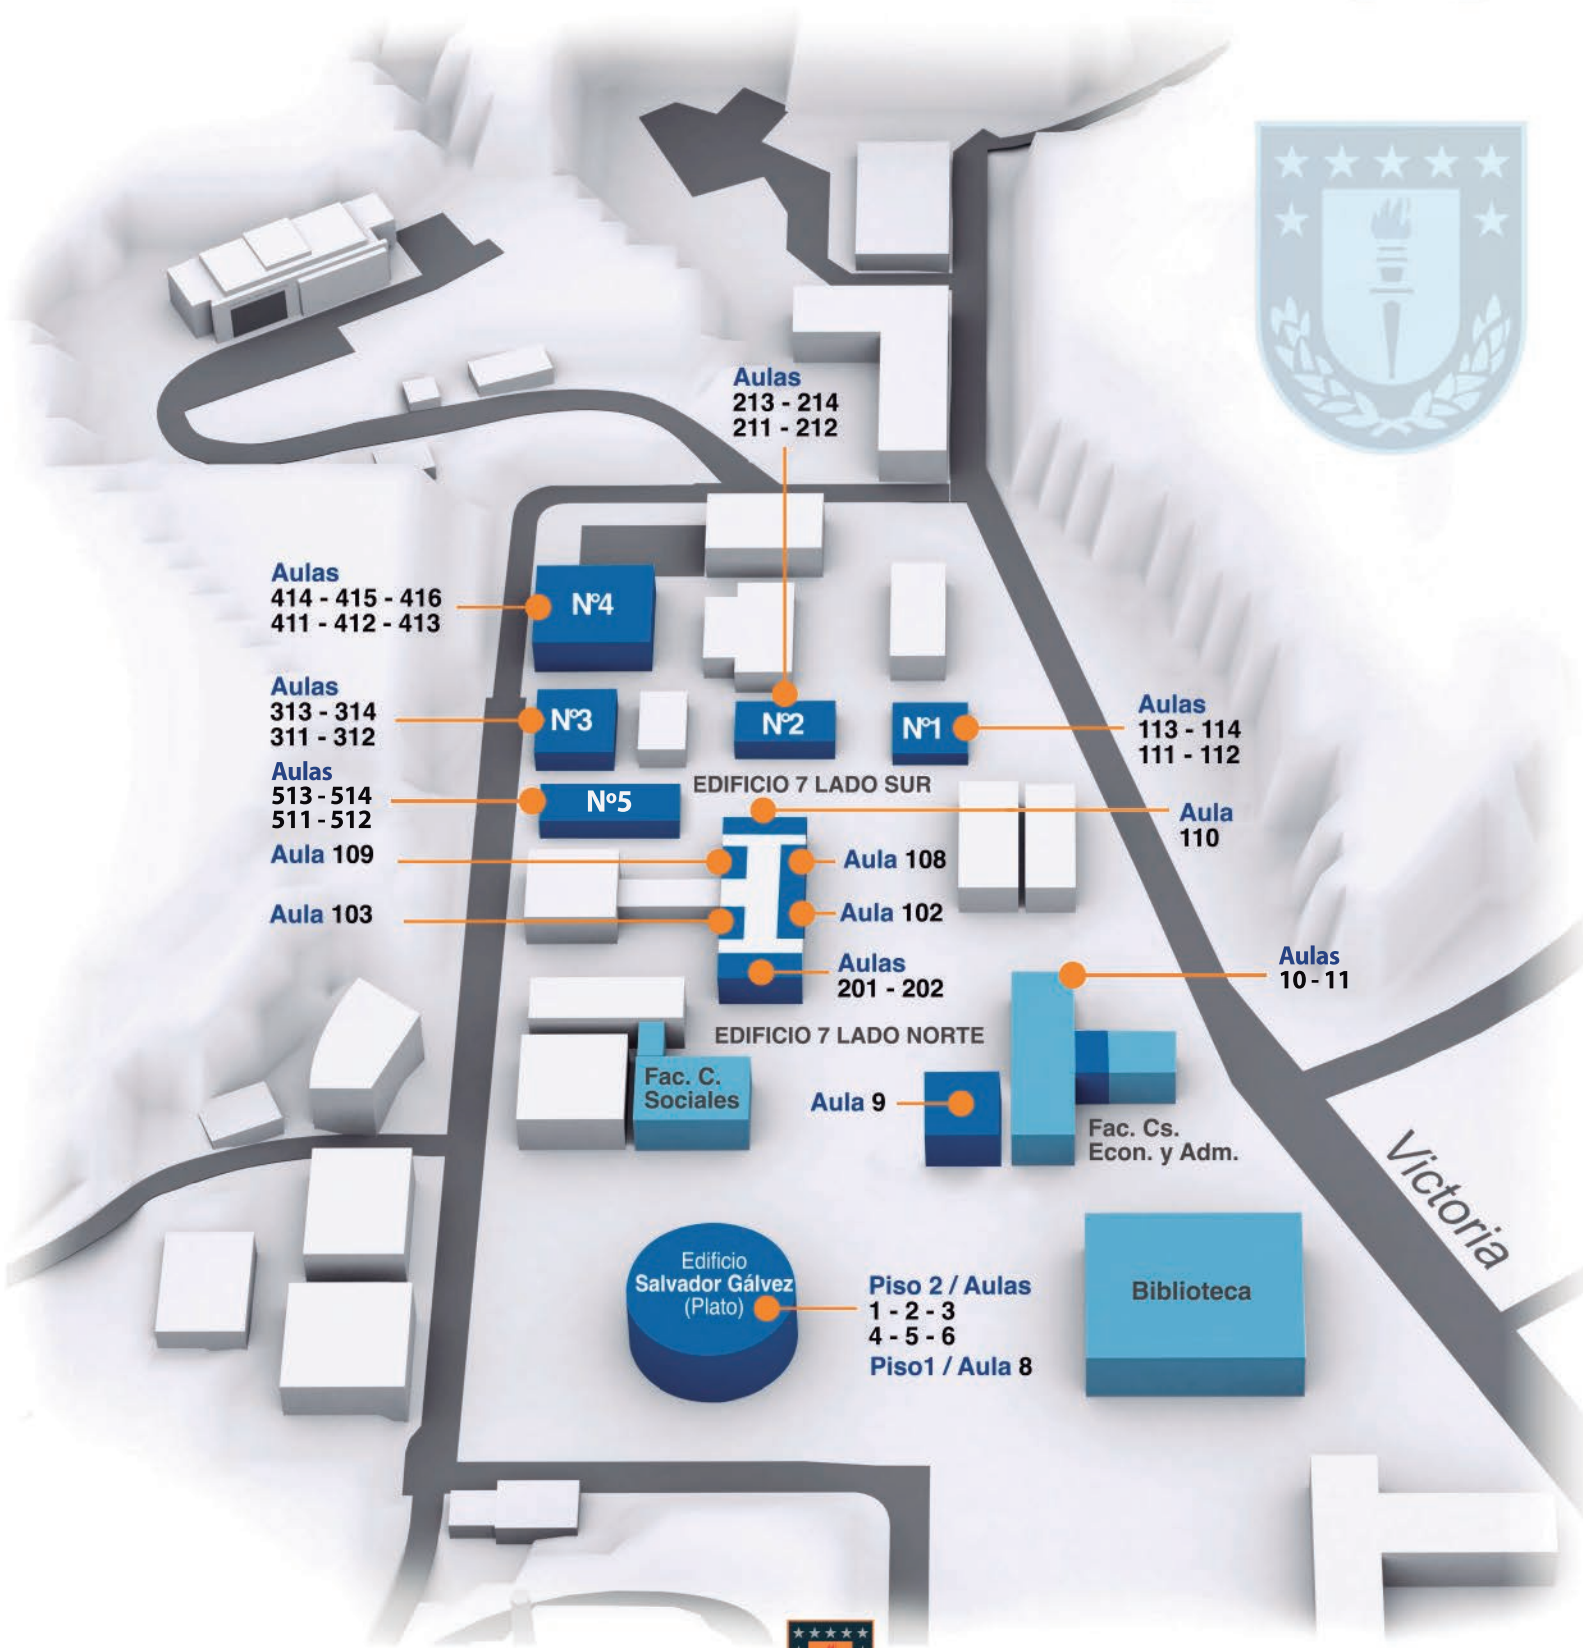 Aulas
213 - 214
211 - 212
Aulas
414 - 415 - 416
411 - 412 - 413
Nº4
Aulas
313 - 314
311 - 312
Nº3
Nº2
Nº1
Aulas
113 - 114
111 - 112
Aulas
513 - 514
511 - 512
Nº5
EDIFICIO 7 LADO SUR
Aula
110
Aula 109
Aula 108
Aula 103
Aula 102
Aulas
201 - 202
Aulas
10 - 11
EDIFICIO 7 LADO NORTE
Fac. C.
Sociales
Aula 9
Fac. Cs.
Econ. y Adm.
Victoria
Edificio
Salvador Gálvez
(Plato)
Piso 2 / Aulas
1 - 2 - 3
4 - 5 - 6
Piso1 / Aula 8
Biblioteca